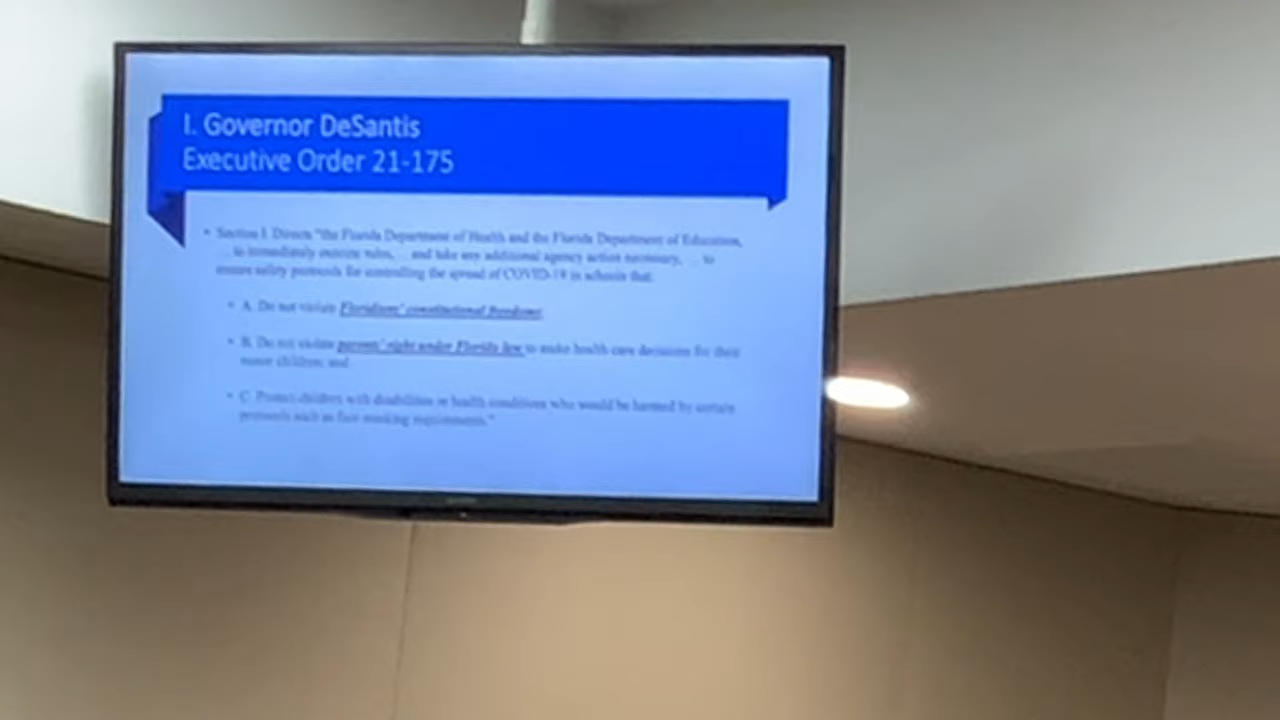 I. Governor DeSantis
Executive Order 21-175
• Section I. Directs "the Florida Department of Health and the Florida Department of Education,
... to immediately execute rules, ... and take any additional agency action necessary, ... to
ensure safety protocols for controlling the spread of COVID-19 in schools that:
• A. Do not violate Floridians' constitutional freedoms;
• B. Do not violate parents' right under Florida law to make health care decisions for their
minor children; and
• C. Protect children with disabilities or health conditions who would be harmed by certain
protocols such as face masking requirements."